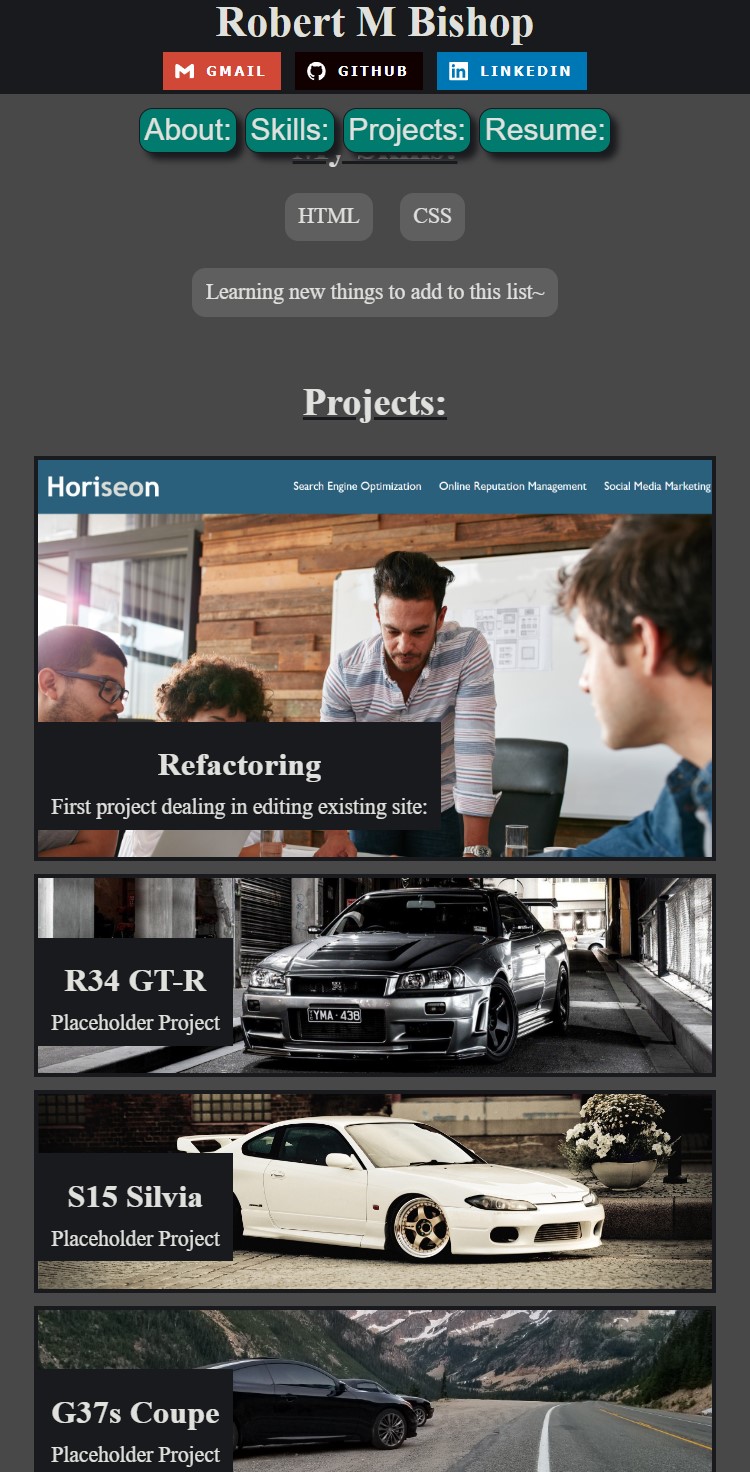 Robert M Bishop
GMAIL GITHUB LINKEDIN
About: Skills: Projects: Resume:
My Skills:
HTML CSS
Learning new things to add to this list~
Projects:
Horiseon Search Engine Optimization Online Reputation Management Social Media Marketing
Refactoring
First project dealing in editing existing site:
R34 GT-R
Placeholder Project
YMA·438
S15 Silvia
Placeholder Project
G37s Coupe
Placeholder Project